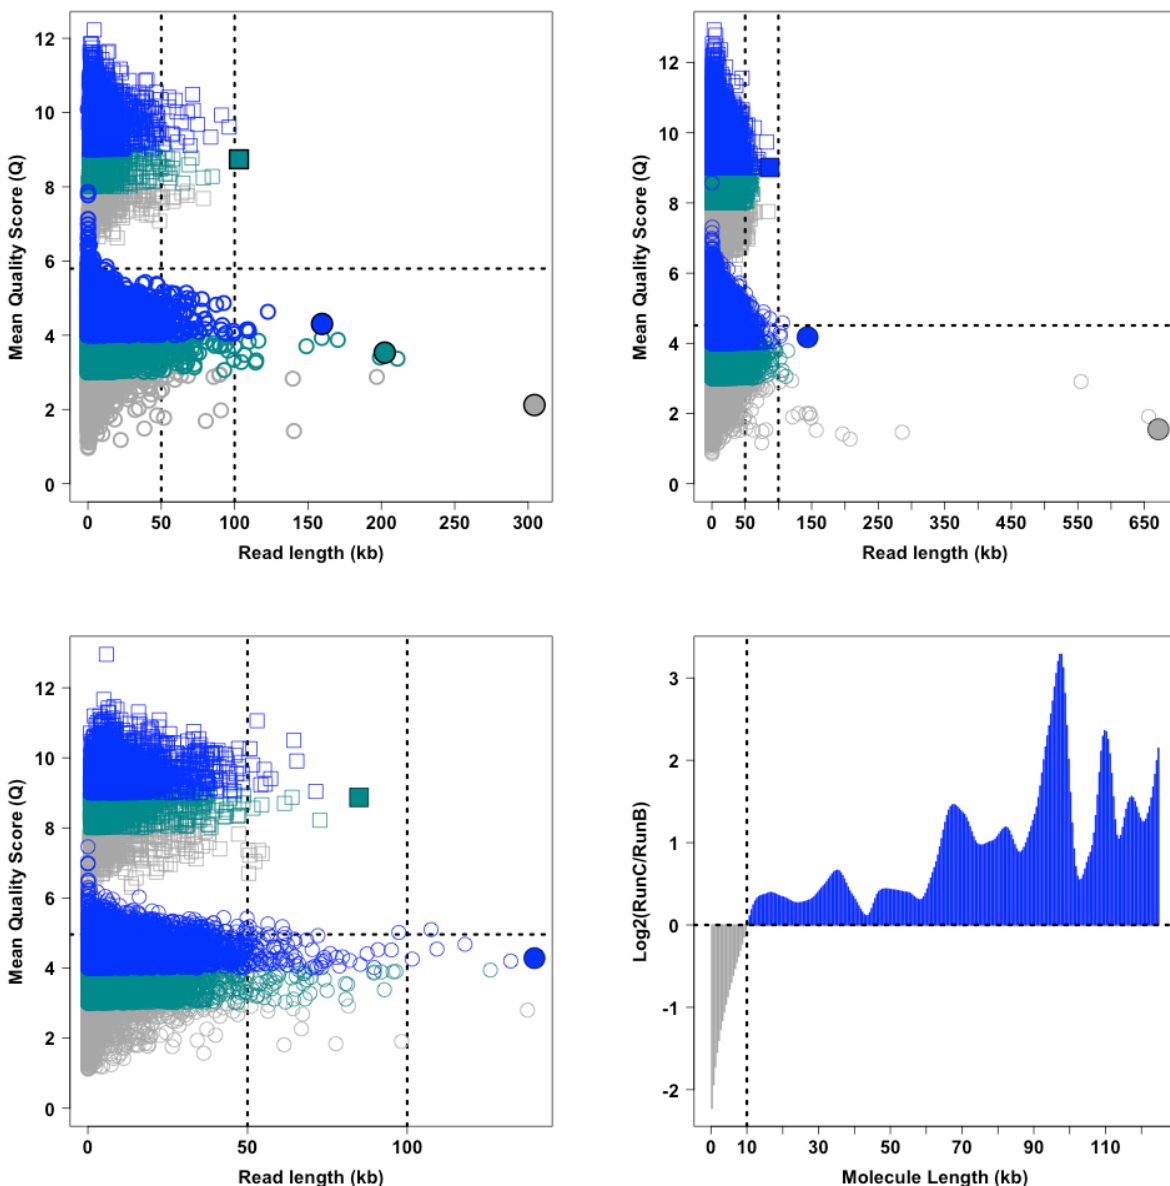 Mean Quality Score (Q)
12
10
8
6
4
2
0
0 50 100 150 200 250 300
Read length (kb)
Mean Quality Score (Q)
12
10
8
6
4
2
0
0 50 150 250 350 450 550 650
Read length (kb)
Mean Quality Score (Q)
12
10
8
6
4
2
0
0 50 100
Read length (kb)
Log2(RunC/RunB)
3
2
1
0
-1
-2
0 10 30 50 70 90 110
Molecule Length (kb)